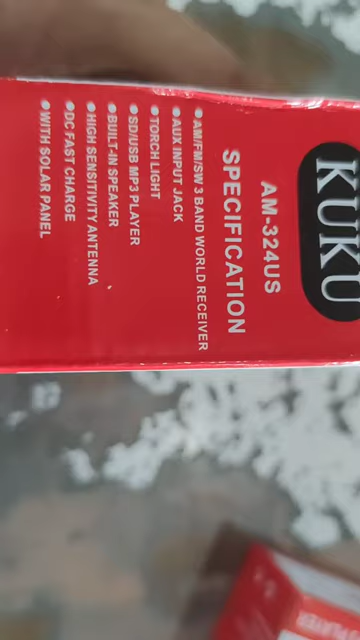 KUKU
AM-324US
SPECIFICATION
●AM/FM/SW 3 BAND WORLD RECEIVER
●AUX INPUT JACK
●TORCH LIGHT
●SD/USB MP3 PLAYER
●BUILT-IN SPEAKER
●HIGH SENSITIVITY ANTENNA
●DC FAST CHARGE
●WITH SOLAR PANEL